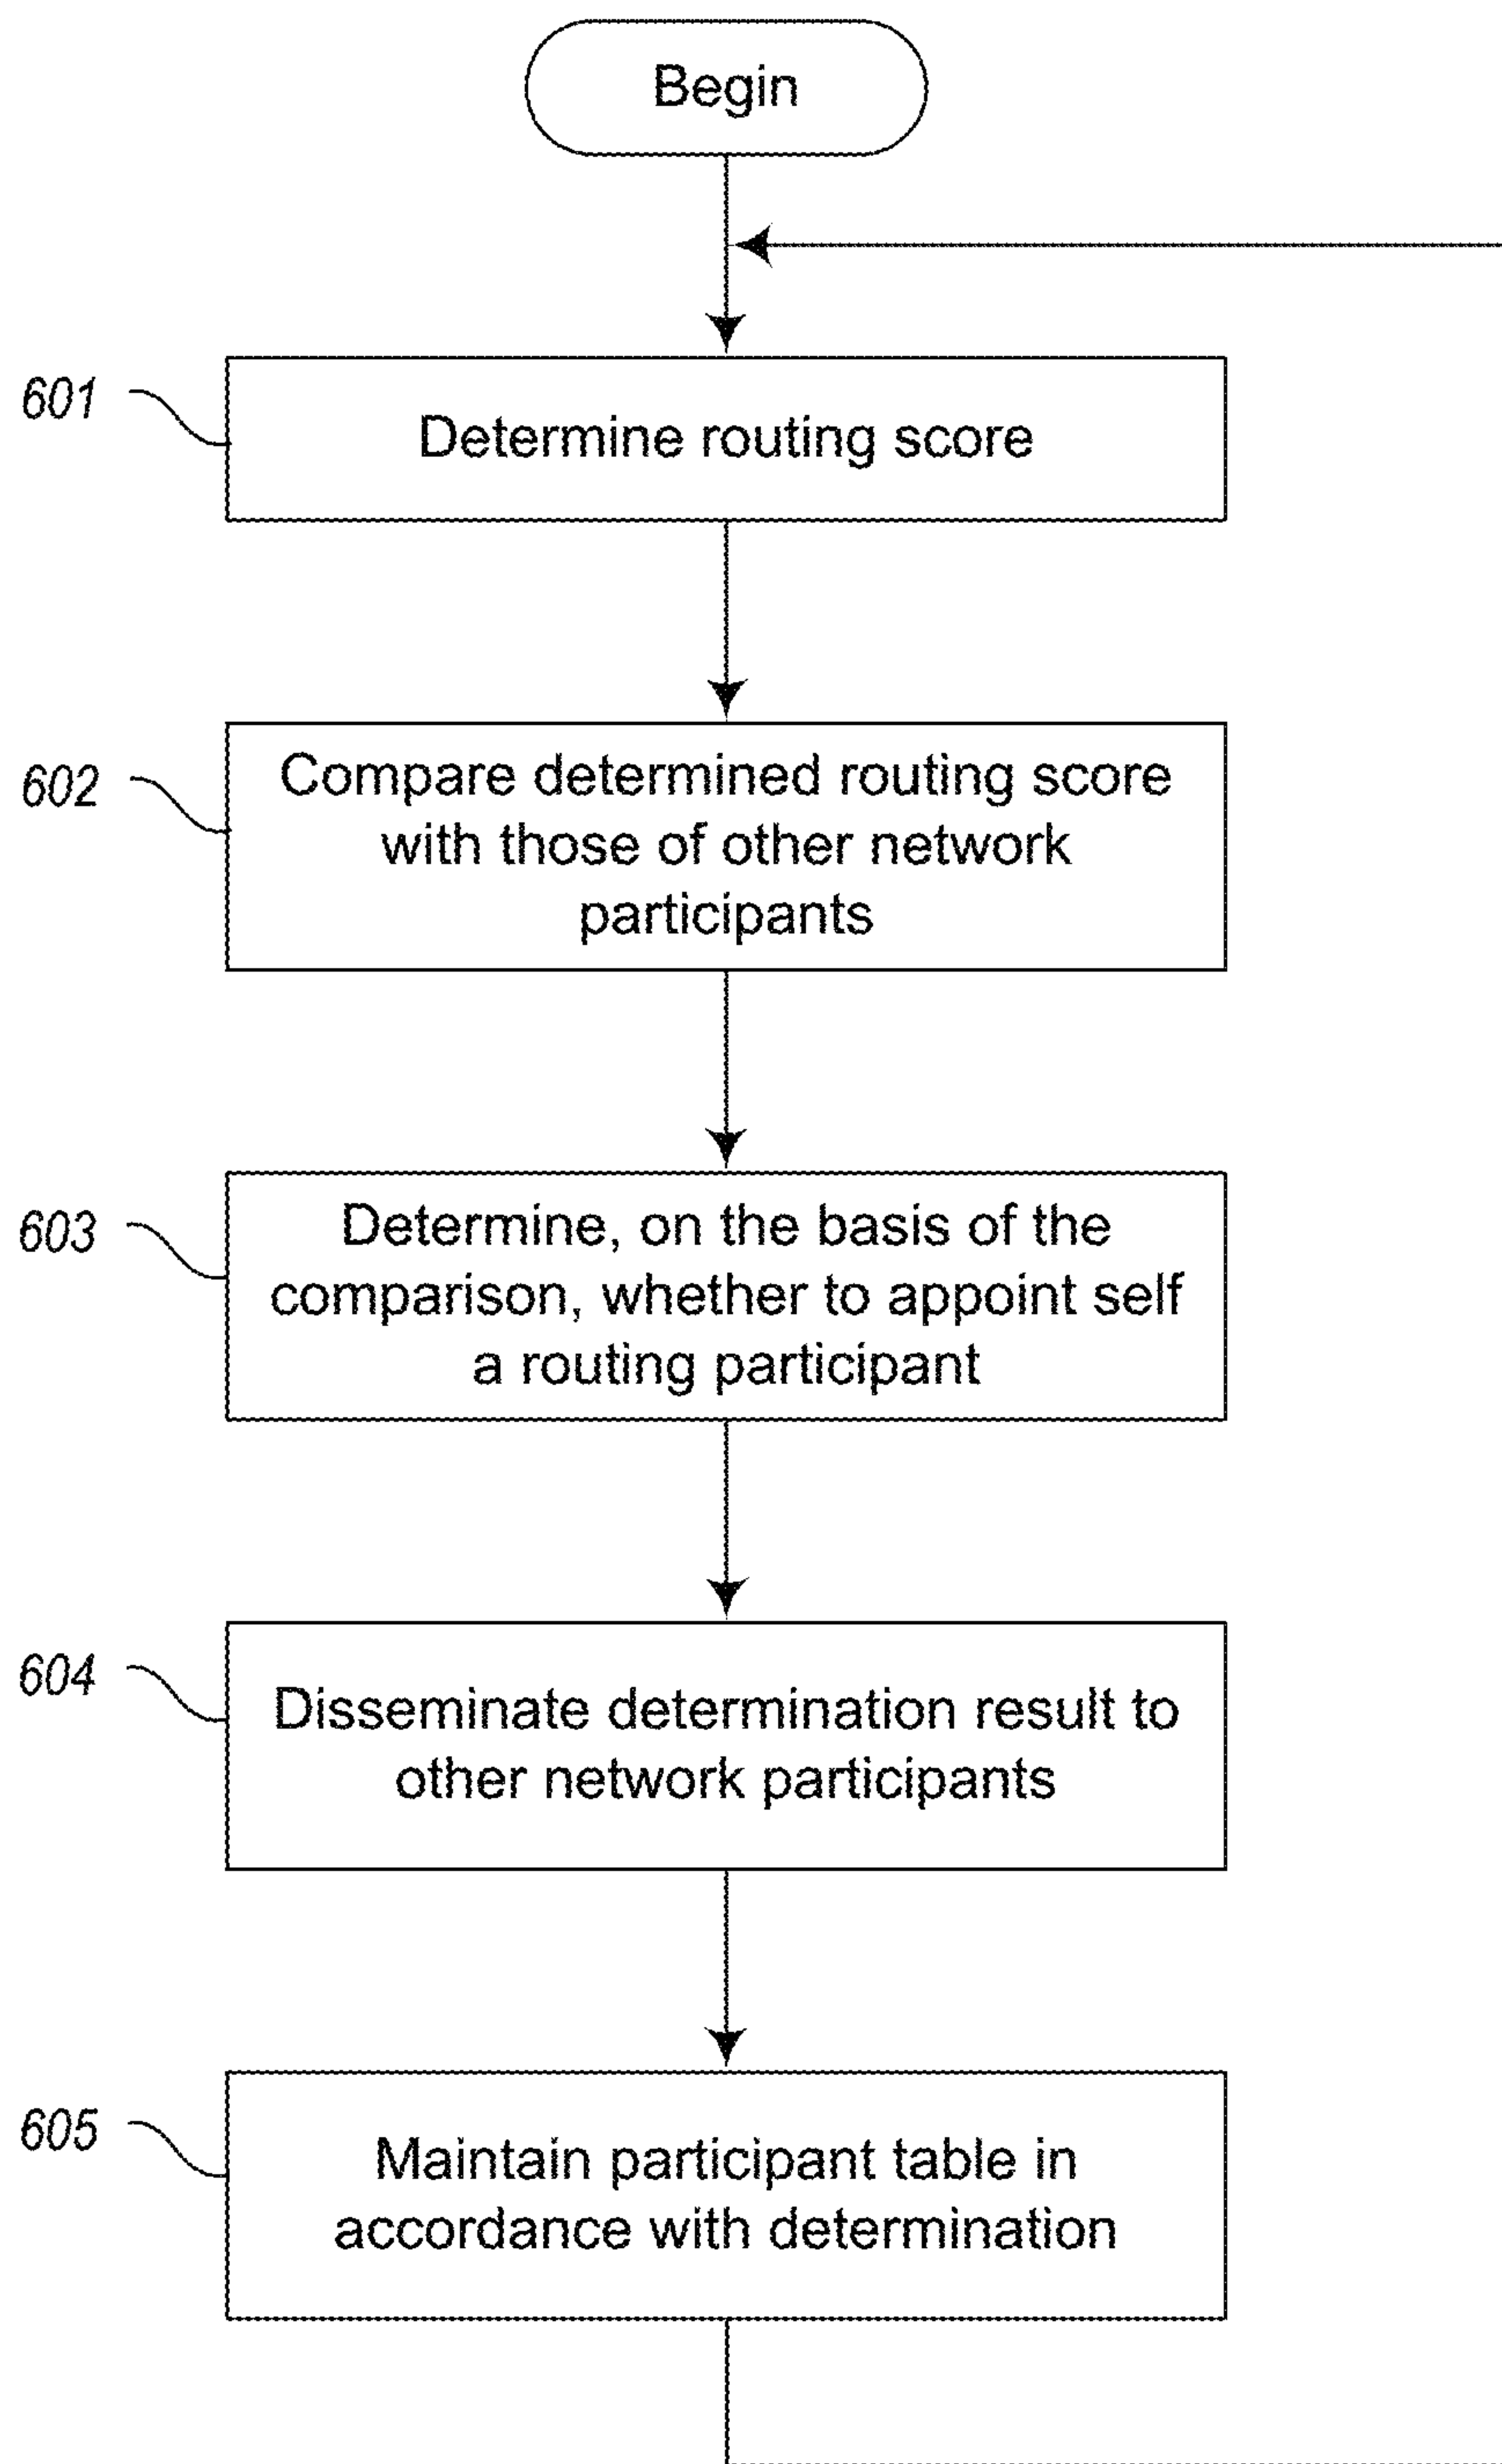 Begin
601
Determine routing score
602
Compare determined routing score
with those of other network
participants
603
Determine, on the basis of the
comparison, whether to appoint self
a routing participant
604
Disseminate determination result to
other network participants
605
Maintain participant table in
accordance with determination